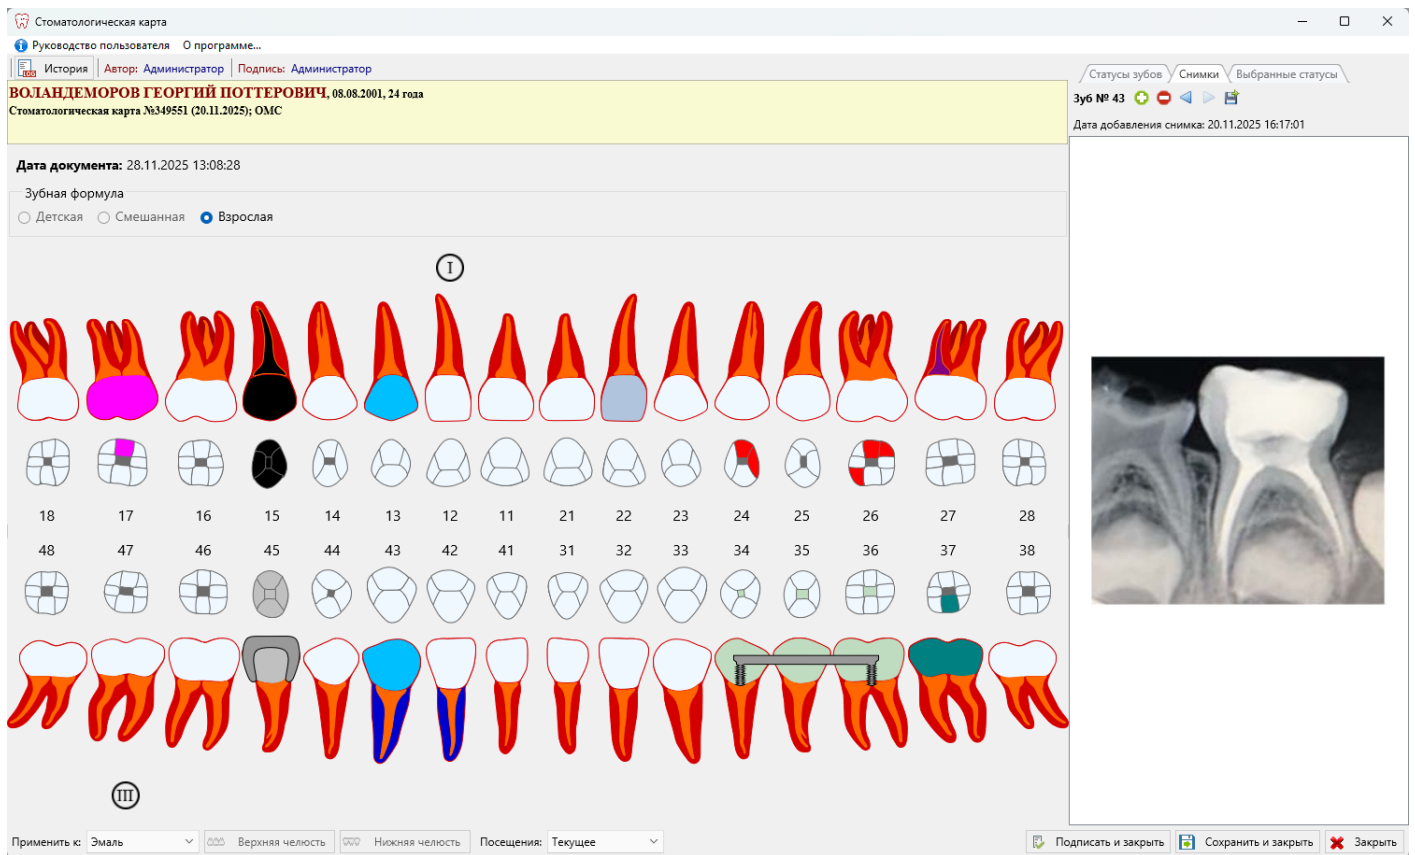 Стоматологическая карта
Руководство пользователя О программе...
LOG История Автор: Администратор Подпись: Администратор
ВОЛАНДЕМОРОВ ГЕОРГИЙ ПОТТЕРОВИЧ, 08.08.2001, 24 года
Стоматологическая карта №349551 (20.11.2025); ОМС
Дата документа: 28.11.2025 13:08:28
Зубная формула
Детская Смешанная Взрослая
I
18 17 16 15 14 13 12 11 21 22 23 24 25 26 27 28
48 47 46 45 44 43 42 41 31 32 33 34 35 36 37 38
III
Применить к: Эмаль Верхняя челюсть Нижняя челюсть Посещения: Текущее
Статусы зубов Снимки Выбранные статусы
Зуб № 43
Дата добавления снимка: 20.11.2025 16:17:01
Подписать и закрыть Сохранить и закрыть Закрыть